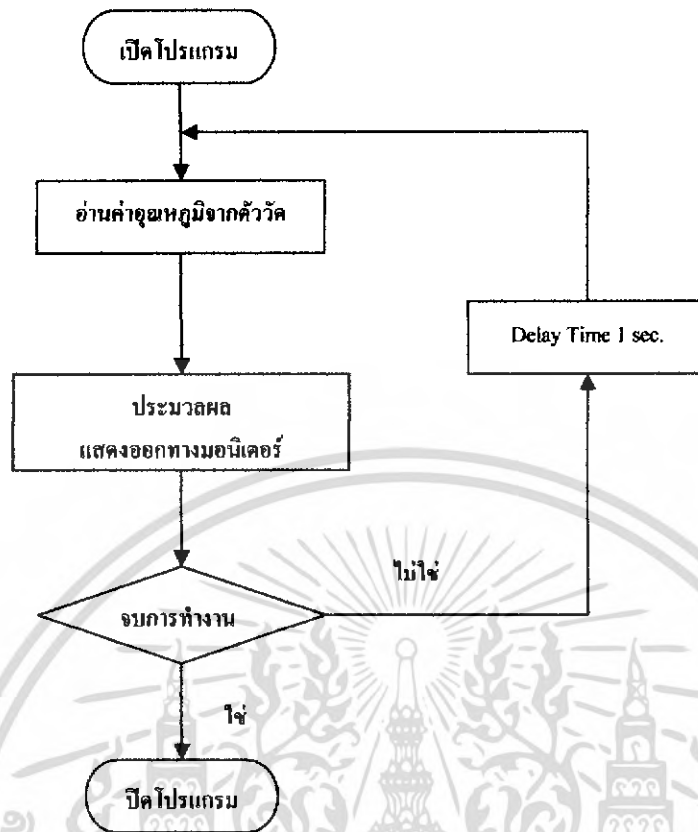 เปิดโปรแกรม
อ่านค่าอุณหภูมิจากตัววัด
Delay Time 1 sec.
ประมวลผล
แสดงออกทางมอนิเตอร์
ไม่ใช่
จบการทำงาน
ใช่
ปิดโปรแกรม